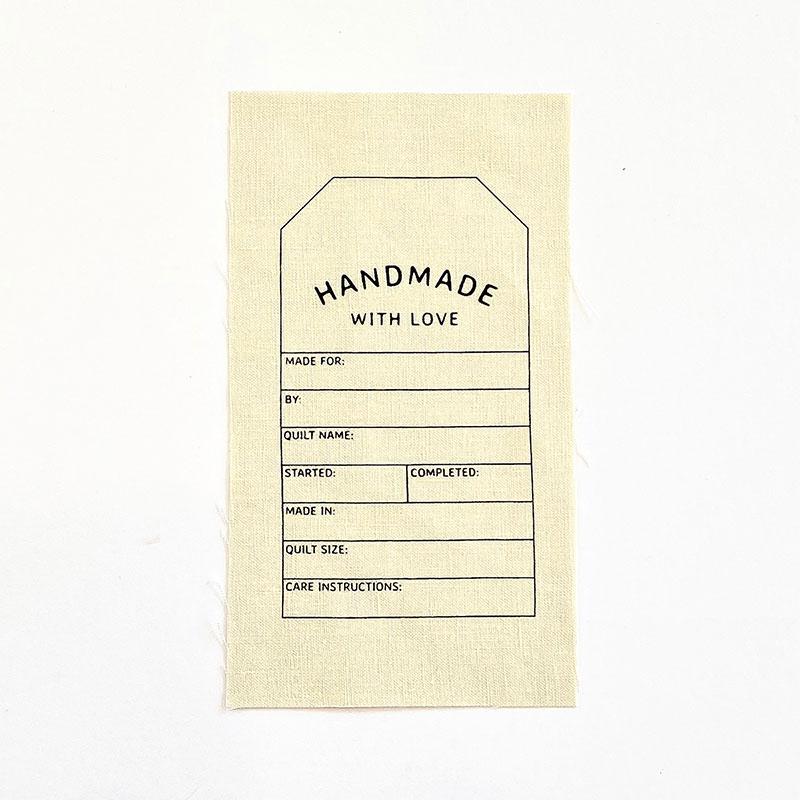 HANDMADE
WITH LOVE
MADE FOR:
BY:
QUILT NAME:
STARTED: COMPLETED:
MADE IN:
QUILT SIZE:
CARE INSTRUCTIONS: